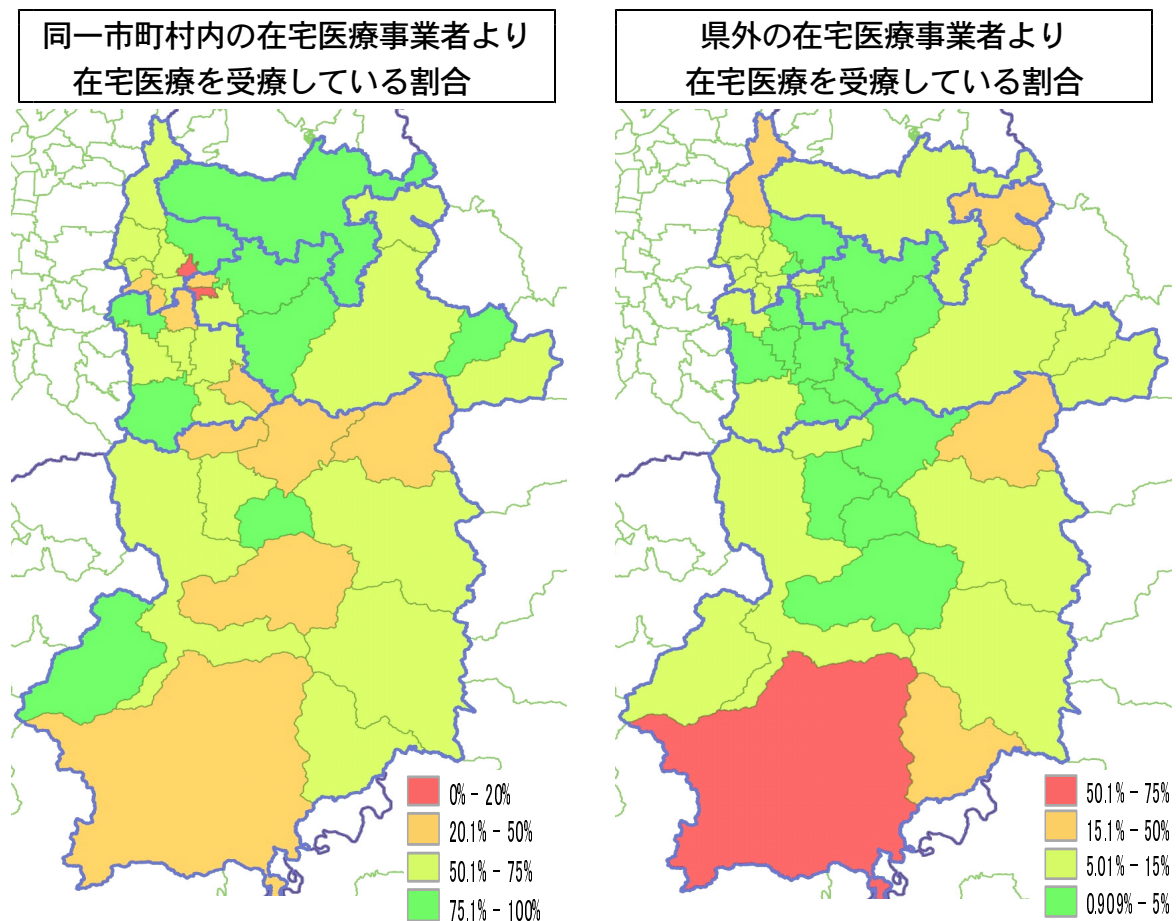 同一市町村内の在宅医療事業者より
在宅医療を受療している割合
県外の在宅医療事業者より
在宅医療を受療している割合
0% - 20%
20.1% - 50%
50.1% - 75%
75.1% - 100%
50.1% - 75%
15.1% - 50%
5.01% - 15%
0.909% - 5%